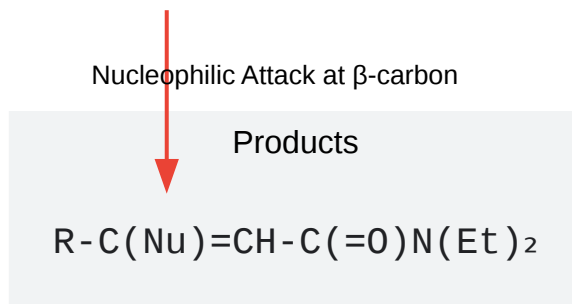 Nucleophilic Attack at β-carbon
Products
R-C(Nu)=CH-C(=O)N(Et)₂